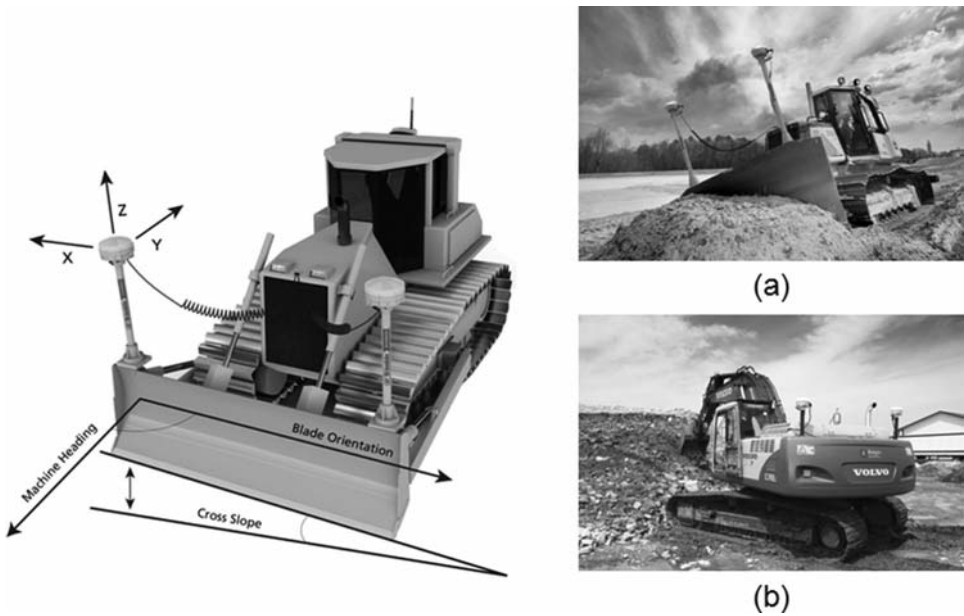 Z
X
Y
Machine Heading
Blade Orientation
Cross Slope
(a)
VOLVO
(b)